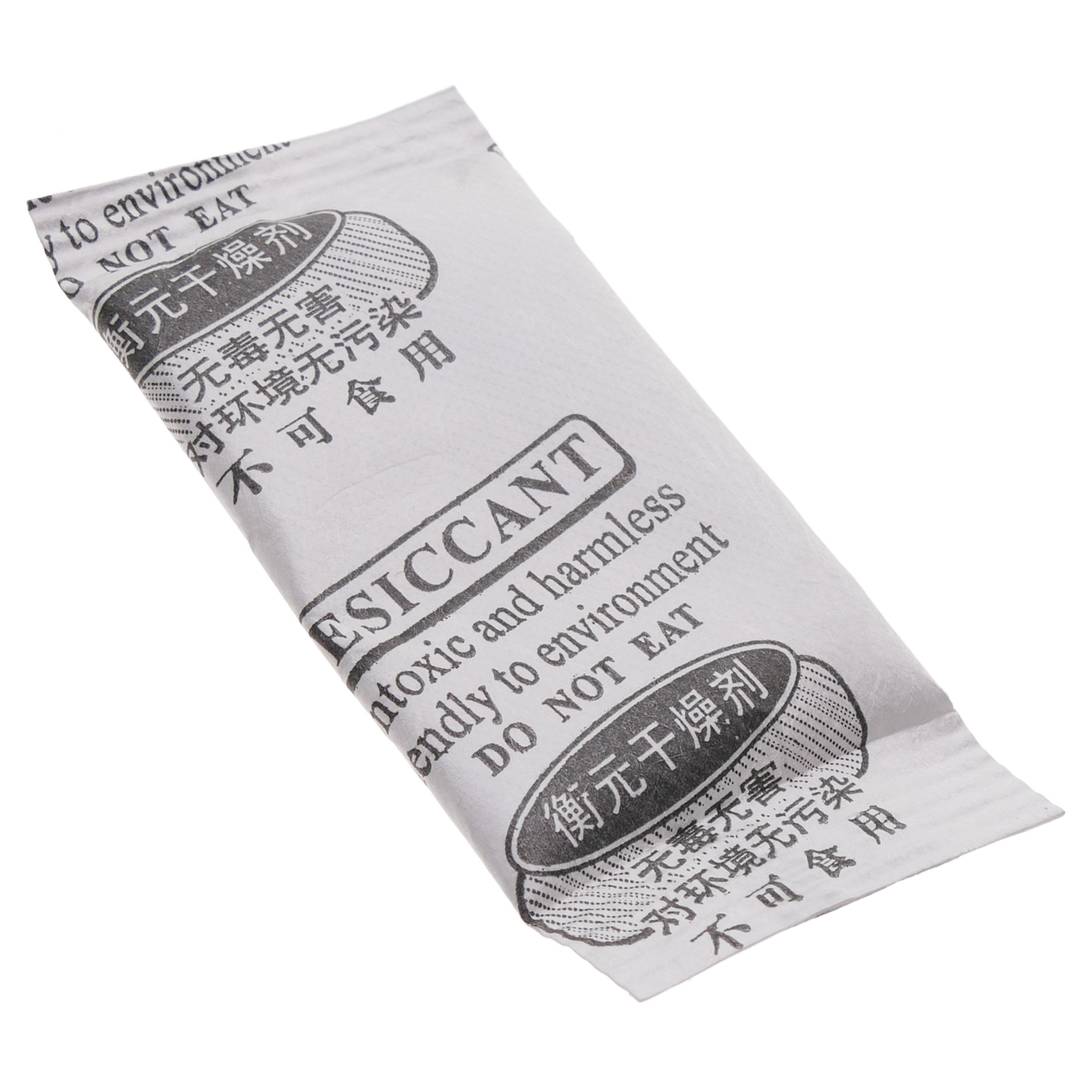 y to environment
O NOT EAT
衡元干燥剂
无毒无害
对环境无污染
不可食用
ESICCANT
ntoxic and harmless
endly to environment
DO NOT EAT
衡元干燥剂
无毒无害
对环境无污染
不可食用